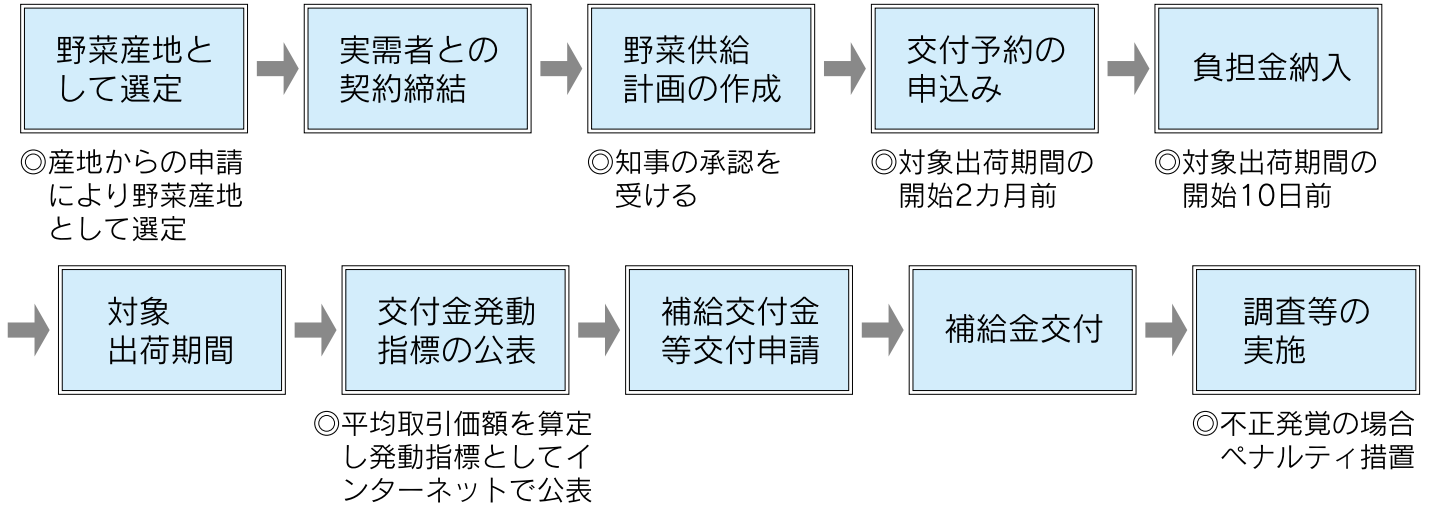 野菜産地と
して選定
実需者との
契約締結
野菜供給
計画の作成
交付予約の
申込み
負担金納入
◎産地からの申請
により野菜産地
として選定
◎知事の承認を
受ける
◎対象出荷期間の
開始2カ月前
◎対象出荷期間の
開始10日前
対象
出荷期間
交付金発動
指標の公表
補給交付金
等交付申請
補給金交付
調査等の
実施
◎平均取引価額を算定
し発動指標としてイ
ンターネットで公表
◎不正発覚の場合
ペナルティ措置